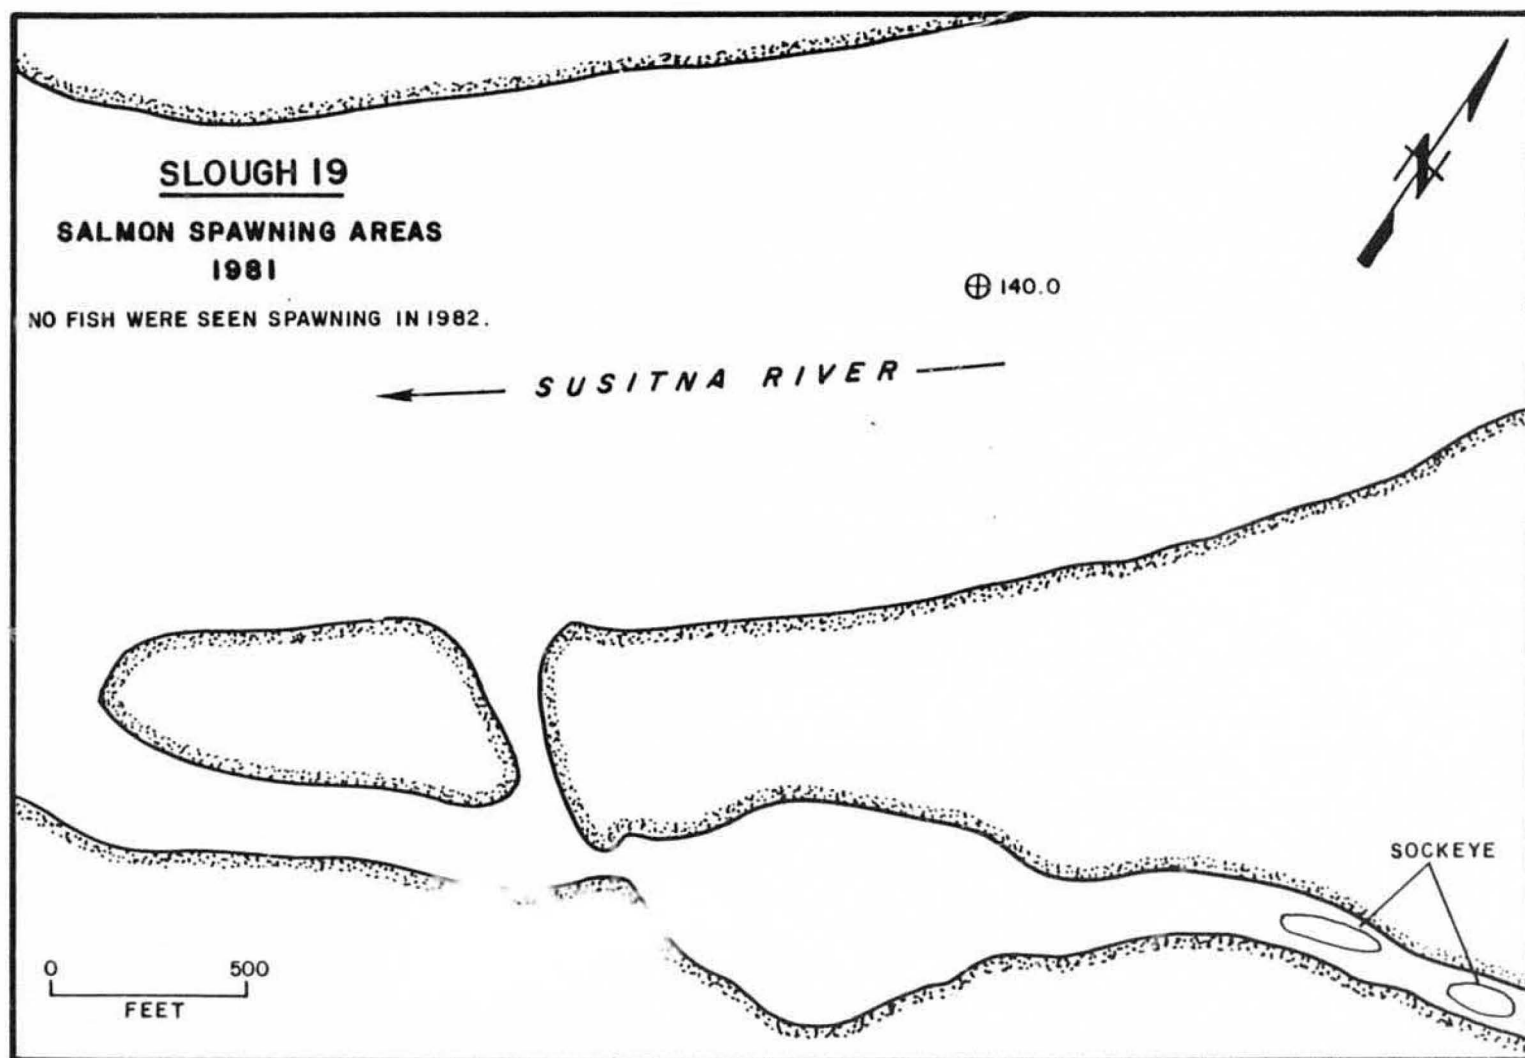 SLOUGH 19
SALMON SPAWNING AREAS
1981
NO FISH WERE SEEN SPAWNING IN 1982.
N
140.0
SUSITNA RIVER
SOCKEYE
0 500
FEET